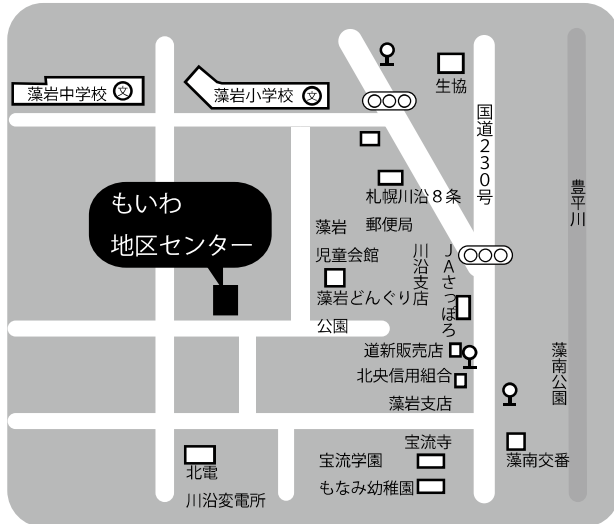 生協
藻岩中学校 文
藻岩小学校 文
国道230号
豊平川
札幌川沿8条
郵便局
もいわ
地区センター
藻岩
児童会館
JAさっぽろ
川沿支店
藻岩どんぐり
公園
道新販売店
藻南公園
北央信用組合
藻岩支店
宝流寺
宝流学園
藻南交番
もなみ幼稚園
北電
川沿変電所